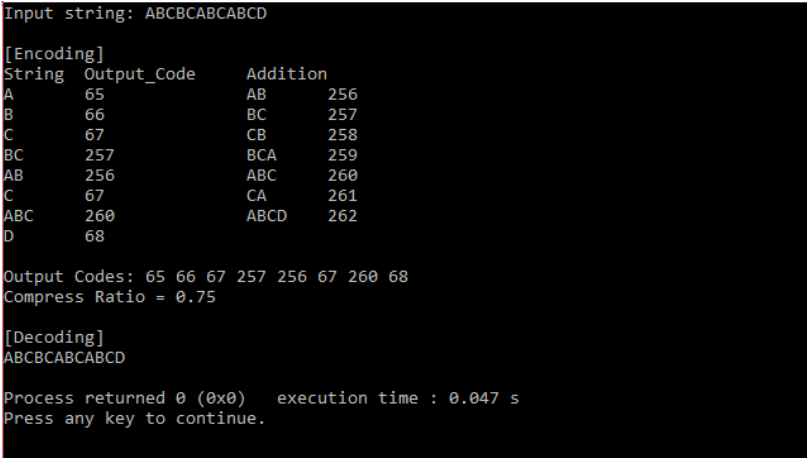 Input string: ABCBCABCABCD
[Encoding]
String Output_Code Addition
A 65 AB 256
B 66 BC 257
C 67 CB 258
BC 257 BCA 259
AB 256 ABC 260
C 67 CA 261
ABC 260 ABCD 262
D 68
Output Codes: 65 66 67 257 256 67 260 68
Compress Ratio = 0.75
[Decoding]
ABCBCABCABCD
Process returned 0 (0x0) execution time : 0.047 s
Press any key to continue.